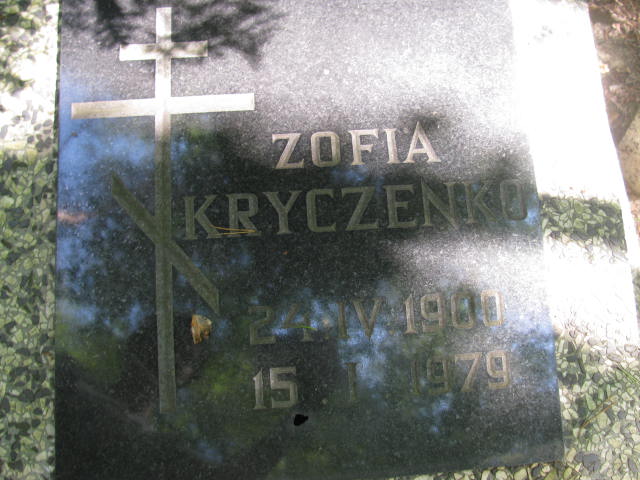 ZOFIA
KRYCZENKO
24·IV 1900
15 I 1979